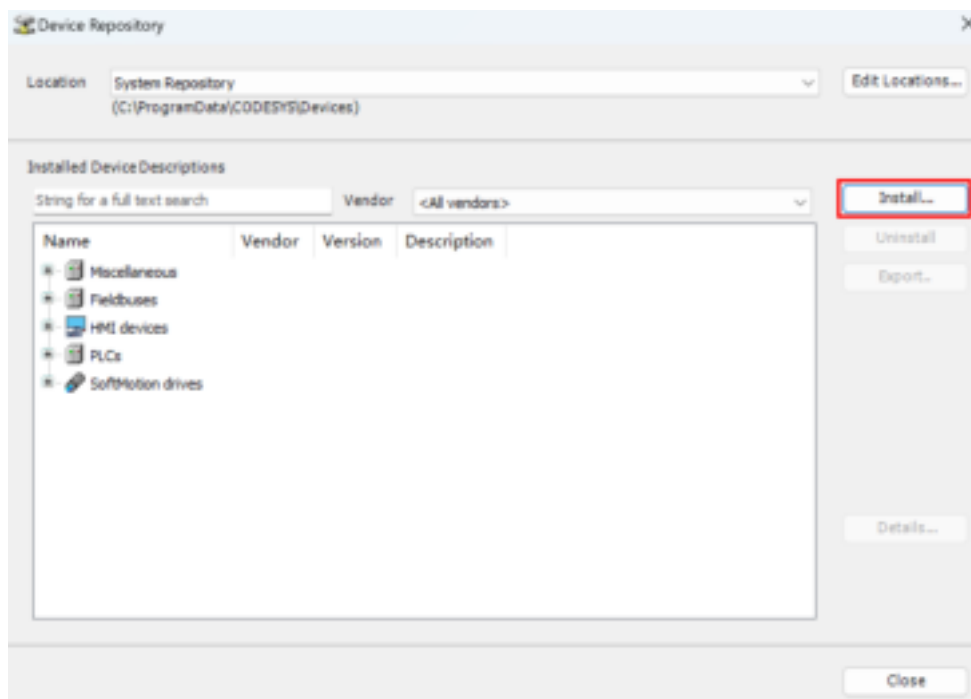 Device Repository
Location System Repository Edit Locations...
(C:\ProgramData\CODESYS\Devices)
Installed Device Descriptions
String for a full text search Vendor <All vendors> Install...
Name Vendor Version Description Uninstall
Miscellaneous Export...
Fieldbuses
HMI devices
PLCs
SoftMotion drives
Details...
Close